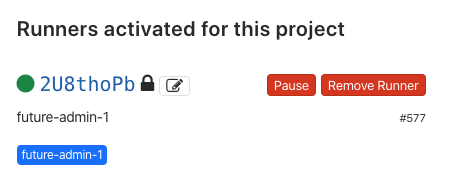 Runners activated for this project
2U8thoPb Pause Remove Runner
future-admin-1 #577
future-admin-1